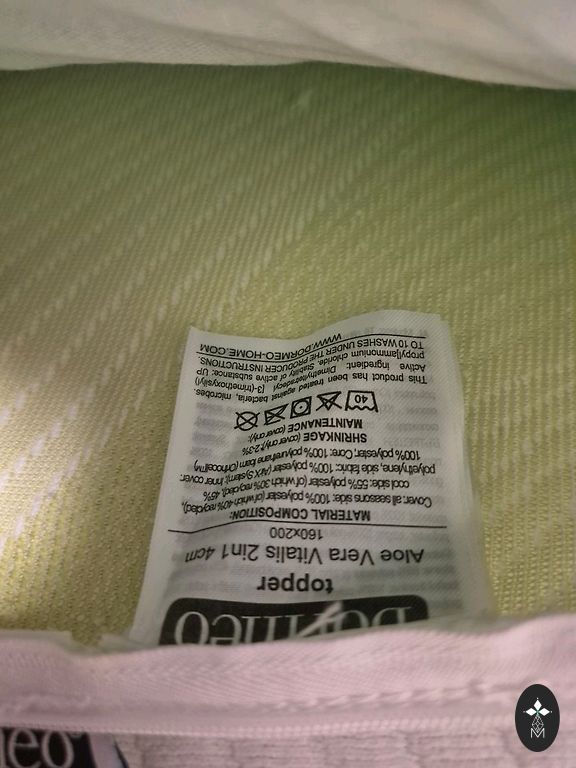 Dormeo
topper
Aloe Vera Vitalis 2in1 4cm
160x200
MATERIAL COMPOSITION:
Cover: all seasons side: 100% polyester (of which 40% recycled),
cool side: 55% polyester (of which 30% recycled), 45%
polyethylene, side fabric: 100% polyester (AirX System); Inner cover:
100% polyester; Core: 100% polyurethane foam (Orthocell™)
SHRINKAGE (cover only): 2-3%
MAINTENANCE (cover only):
40
This product has been treated against microbes, bacteria.
Active ingredient: Dimethyltetradecyl [3-(trimethoxysilyl)
propyl]ammonium chloride. Stability of active substance: UP
TO 10 WASHES UNDER THE PRODUCER INSTRUCTIONS.
WWW.DORMEO-HOME.COM
meo
M